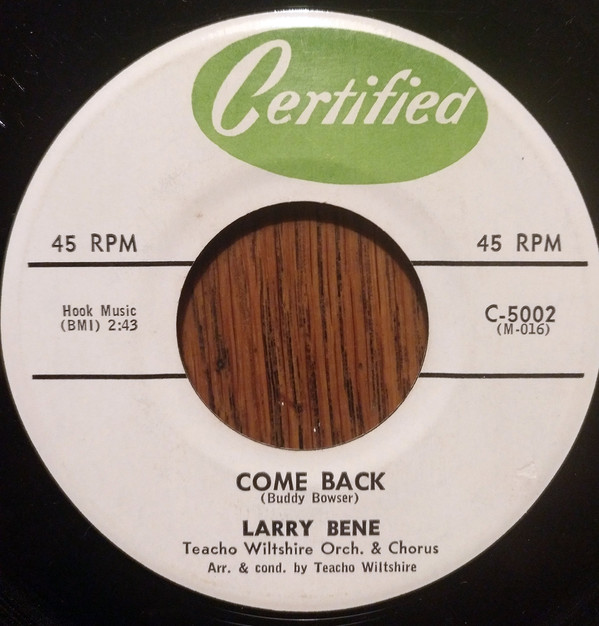 Certified
45 RPM
45 RPM
Hook Music
(BMI) 2:43
C-5002
(M-016)
COME BACK
(Buddy Bowser)
LARRY BENE
Teacho Wiltshire Orch. & Chorus
Arr. & cond. by Teacho Wiltshire